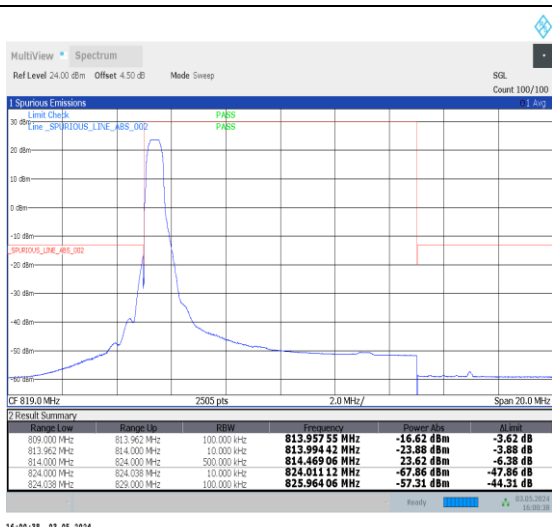 MultiView Spectrum
Ref Level 24.00 dBm Offset 4.50 dB Mode Sweep SGL
Count 100/100
1 Spurious Emissions 1 Avg
Limit Check PASS
30 dBm
Line _SPURIOUS_LINE_ABS_002 PASS
20 dBm
10 dBm
0 dBm
-10 dBm
_SPURIOUS_LINE_ABS_002
-20 dBm
-30 dBm
-40 dBm
-50 dBm
-60 dBm
CF 819.0 MHz 2505 pts 2.0 MHz/ Span 20.0 MHz
2 Result Summary
Range Low Range Up RBW Frequency Power Abs ΔLimit
809.000 MHz 813.962 MHz 100.000 kHz 813.957 55 MHz -16.62 dBm -3.62 dB
813.962 MHz 814.000 MHz 10.000 kHz 813.994 42 MHz -23.88 dBm -3.88 dB
814.000 MHz 824.000 MHz 500.000 kHz 814.469 06 MHz 23.62 dBm -6.38 dB
824.000 MHz 824.038 MHz 10.000 kHz 824.011 12 MHz -67.86 dBm -47.86 dB
824.038 MHz 829.000 MHz 100.000 kHz 825.964 06 MHz -57.31 dBm -44.31 dB
Ready 03.05.2024
16:00:38
16:00:38 03.05.2024